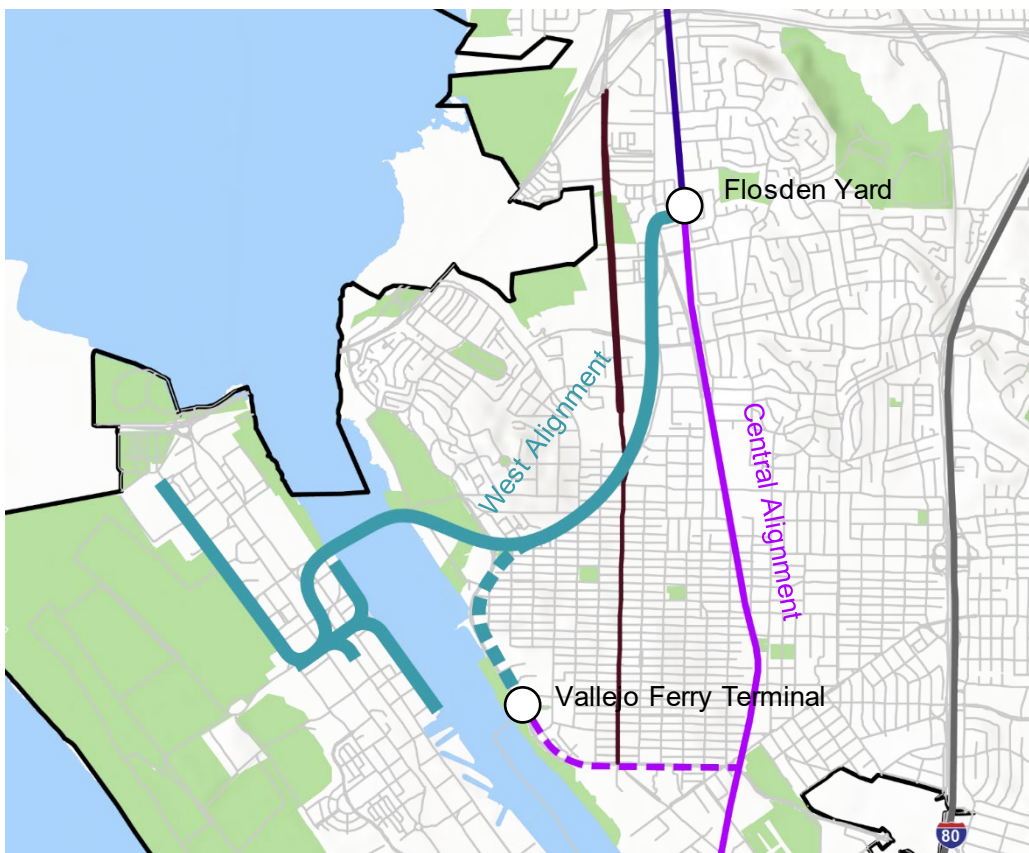 Flosden Yard
West Alignment
Central Alignment
Vallejo Ferry Terminal
80